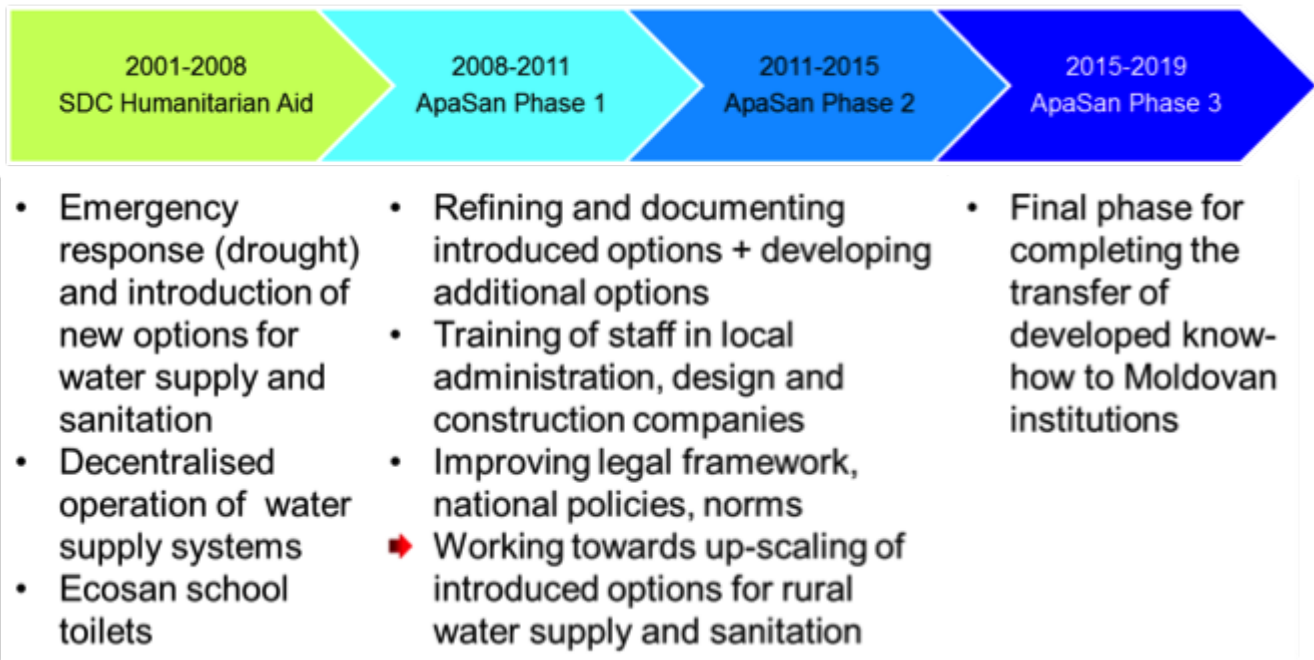 2001-2008
SDC Humanitarian Aid
2008-2011
ApaSan Phase 1
2011-2015
ApaSan Phase 2
2015-2019
ApaSan Phase 3
• Emergency
response (drought)
and introduction of
new options for
water supply and
sanitation
• Decentralised
operation of water
supply systems
• Ecosan school
toilets
• Refining and documenting
introduced options + developing
additional options
• Training of staff in local
administration, design and
construction companies
• Improving legal framework,
national policies, norms
Working towards up-scaling of
introduced options for rural
water supply and sanitation
• Final phase for
completing the
transfer of
developed know-
how to Moldovan
institutions